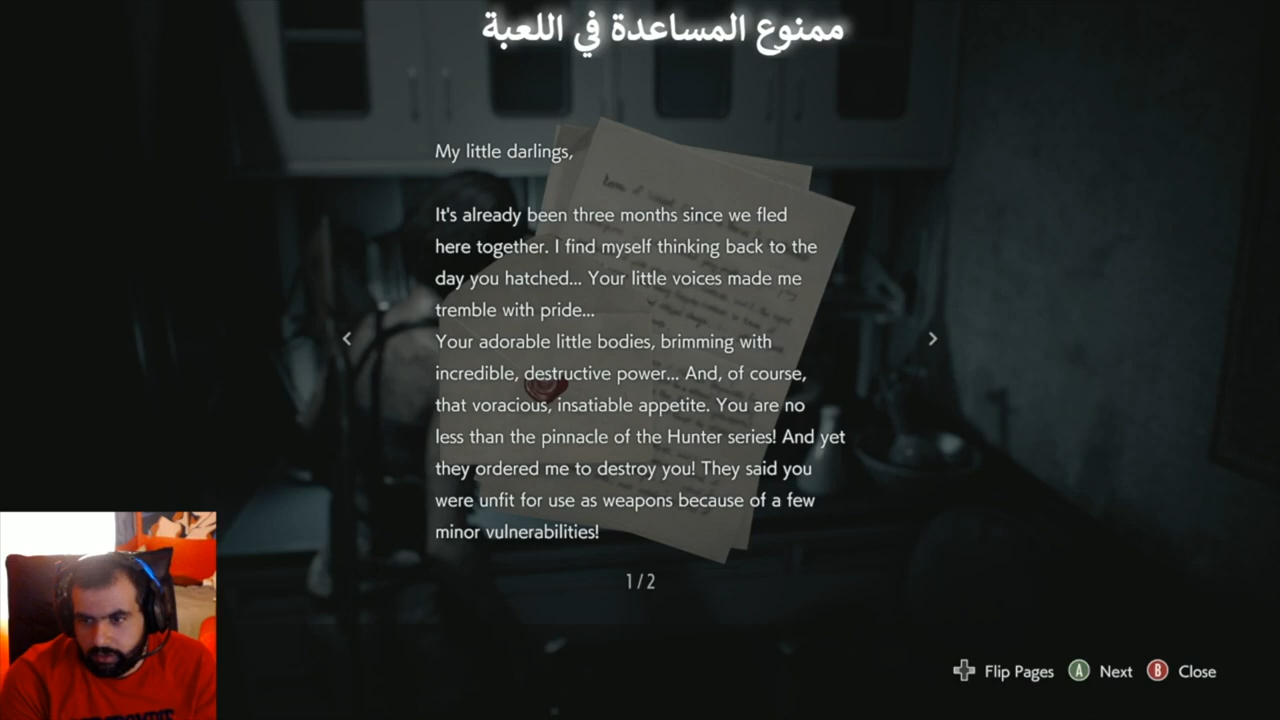 ممنوع المساعدة في اللعبة
My little darlings,
It's already been three months since we fled
here together. I find myself thinking back to the
day you hatched... Your little voices made me
tremble with pride...
Your adorable little bodies, brimming with
incredible, destructive power... And, of course,
that voracious, insatiable appetite. You are no
less than the pinnacle of the Hunter series! And yet
they ordered me to destroy you! They said you
were unfit for use as weapons because of a few
minor vulnerabilities!
1/2
Flip Pages A Next B Close